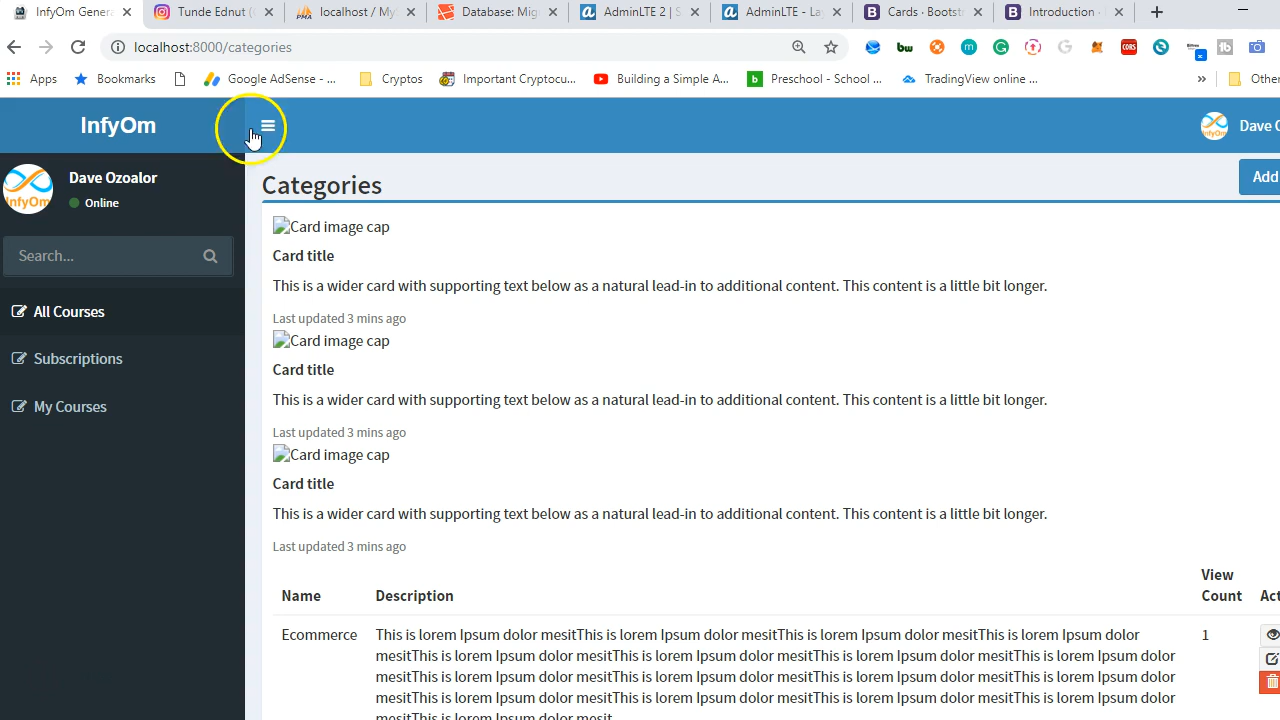 InfyOm Genera
Tunde Ednut (
localhost / My
Database: Mig
AdminLTE 2 | S
AdminLTE - La
Cards · Bootstr
Introduction ·
localhost:8000/categories
Apps
Bookmarks
Google AdSense - ...
Cryptos
Important Cryptocu...
Building a Simple A...
Preschool - School ...
TradingView online ...
»
Other
InfyOm
Dave O
InfyOm
Dave Ozoalor
Online
Categories
Add
Search...
All Courses
Subscriptions
My Courses
Card image cap
Card title
This is a wider card with supporting text below as a natural lead-in to additional content. This content is a little bit longer.
Last updated 3 mins ago
Card image cap
Card title
This is a wider card with supporting text below as a natural lead-in to additional content. This content is a little bit longer.
Last updated 3 mins ago
Card image cap
Card title
This is a wider card with supporting text below as a natural lead-in to additional content. This content is a little bit longer.
Last updated 3 mins ago
Name Description View Count Act
Ecommerce This is lorem Ipsum dolor mesitThis is lorem Ipsum dolor mesitThis is lorem Ipsum dolor mesitThis is lorem Ipsum dolor 1
mesitThis is lorem Ipsum dolor mesitThis is lorem Ipsum dolor mesitThis is lorem Ipsum dolor mesitThis is lorem Ipsum dolor
mesitThis is lorem Ipsum dolor mesitThis is lorem Ipsum dolor mesitThis is lorem Ipsum dolor mesitThis is lorem Ipsum dolor
mesitThis is lorem Ipsum dolor mesitThis is lorem Ipsum dolor mesitThis is lorem Ipsum dolor mesitThis is lorem Ipsum dolor
mesitThis is lorem Ipsum dolor mesit